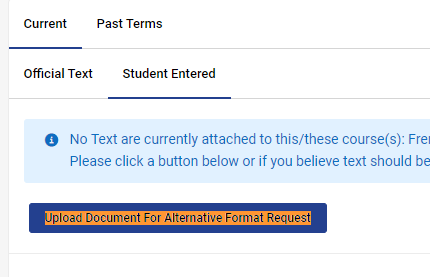 Current Past Terms
Official Text Student Entered
No Text are currently attached to this/these course(s):
Please click a button below or if you believe text should be
Upload Document For Alternative Format Request